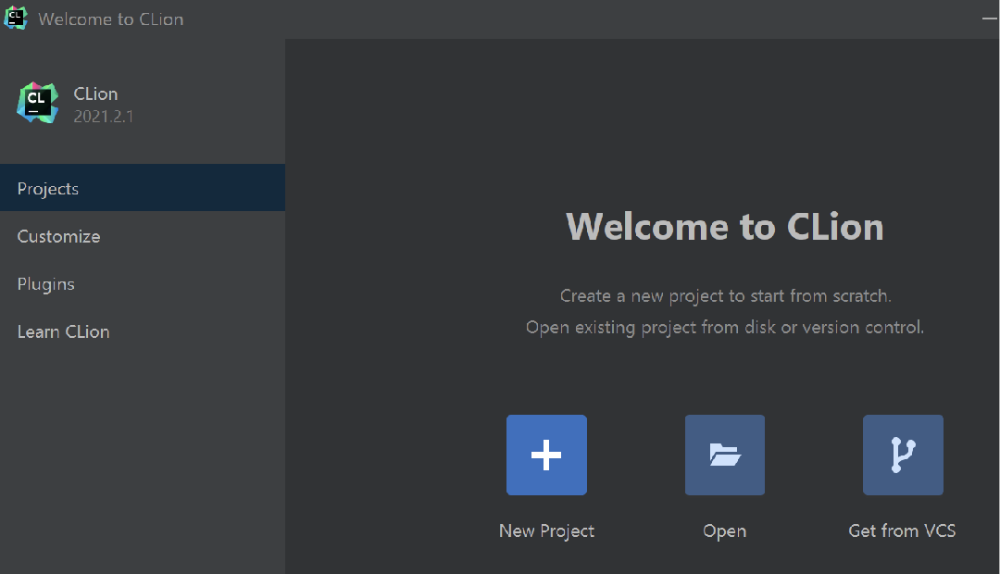 CL
Welcome to CLion
CL
CLion
2021.2.1
Projects
Customize
Plugins
Learn CLion
Welcome to CLion
Create a new project to start from scratch.
Open existing project from disk or version control.
New Project
Open
Get from VCS